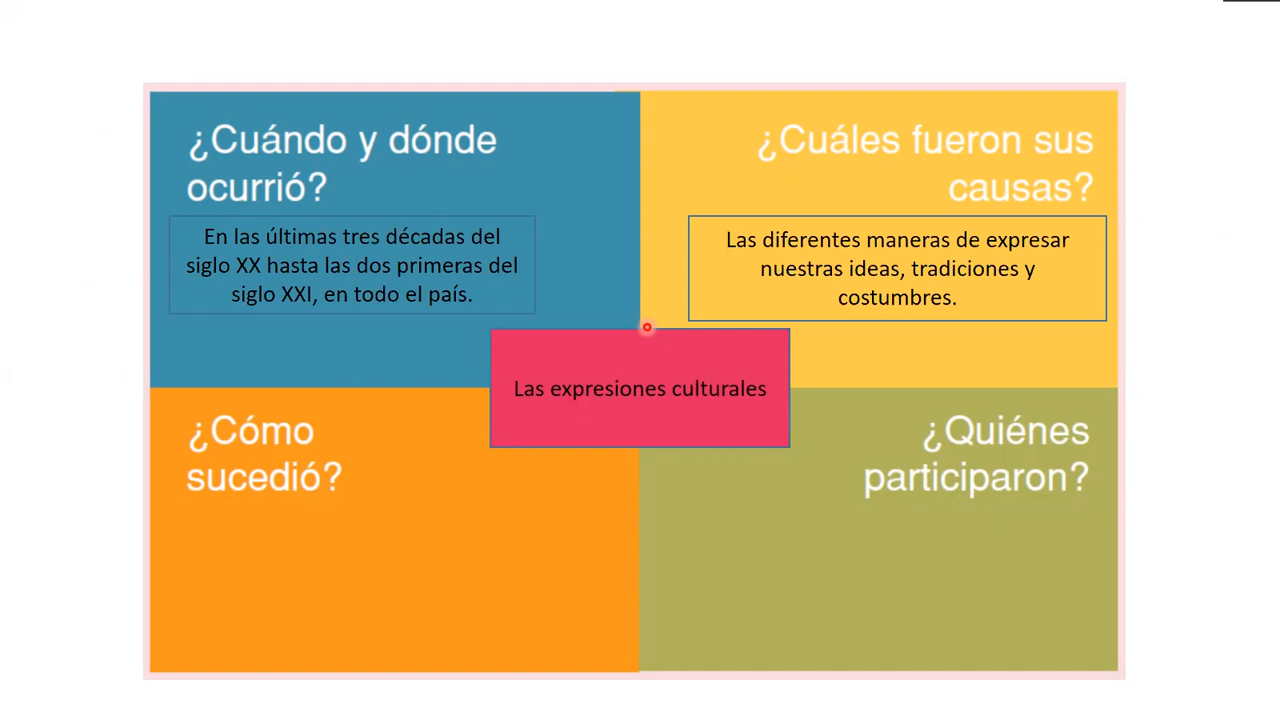 ¿Cuándo y dónde
ocurrió?
En las últimas tres décadas del
siglo XX hasta las dos primeras del
siglo XXI, en todo el país.
¿Cuáles fueron sus
causas?
Las diferentes maneras de expresar
nuestras ideas, tradiciones y
costumbres.
Las expresiones culturales
¿Cómo
sucedió?
¿Quiénes
participaron?